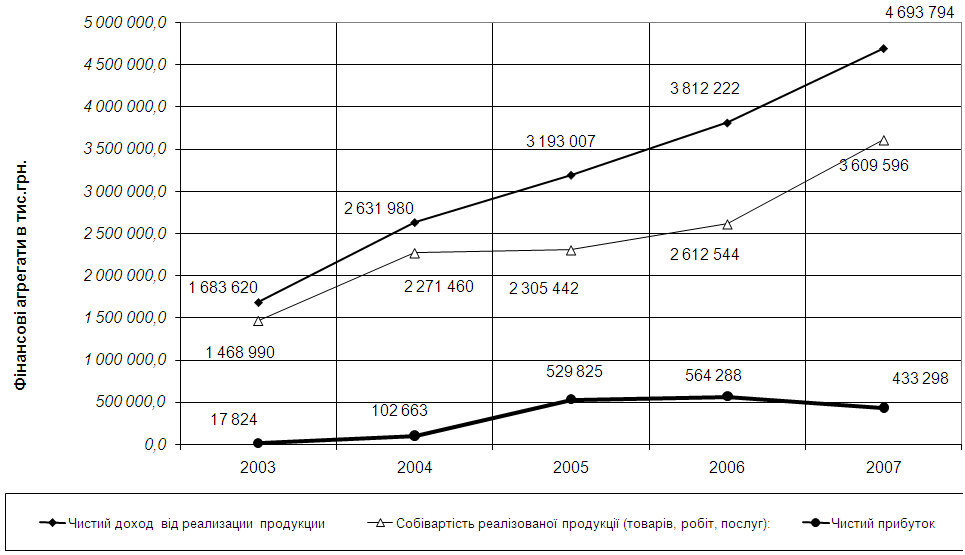 4 693 794
5 000 000,0
4 500 000,0
3 812 222
4 000 000,0
3 500 000,0
3 193 007
3 609 596
3 000 000,0
2 631 980
2 500 000,0
2 612 544
2 000 000,0
1 683 620
2 271 460
2 305 442
1 500 000,0
1 468 990
1 000 000,0
529 825
564 288
433 298
500 000,0
17 824
102 663
0,0
2003 2004 2005 2006 2007
Фінансові агрегати в тис.грн.
Чистий доход від реализации продукции
Собівартість реалізованої продукції (товарів, робіт, послуг):
Чистий прибуток